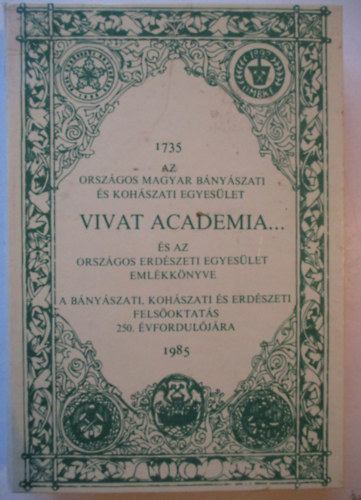 1735
AZ
ORSZÁGOS MAGYAR BÁNYÁSZATI
ÉS KOHÁSZATI EGYESÜLET
VIVAT ACADEMIA...
ÉS AZ
ORSZÁGOS ERDÉSZETI EGYESÜLET
EMLÉKKÖNYVE
A BÁNYÁSZATI, KOHÁSZATI ÉS ERDÉSZETI
FELSŐOKTATÁS
250. ÉVFORDULÓJÁRA
1985